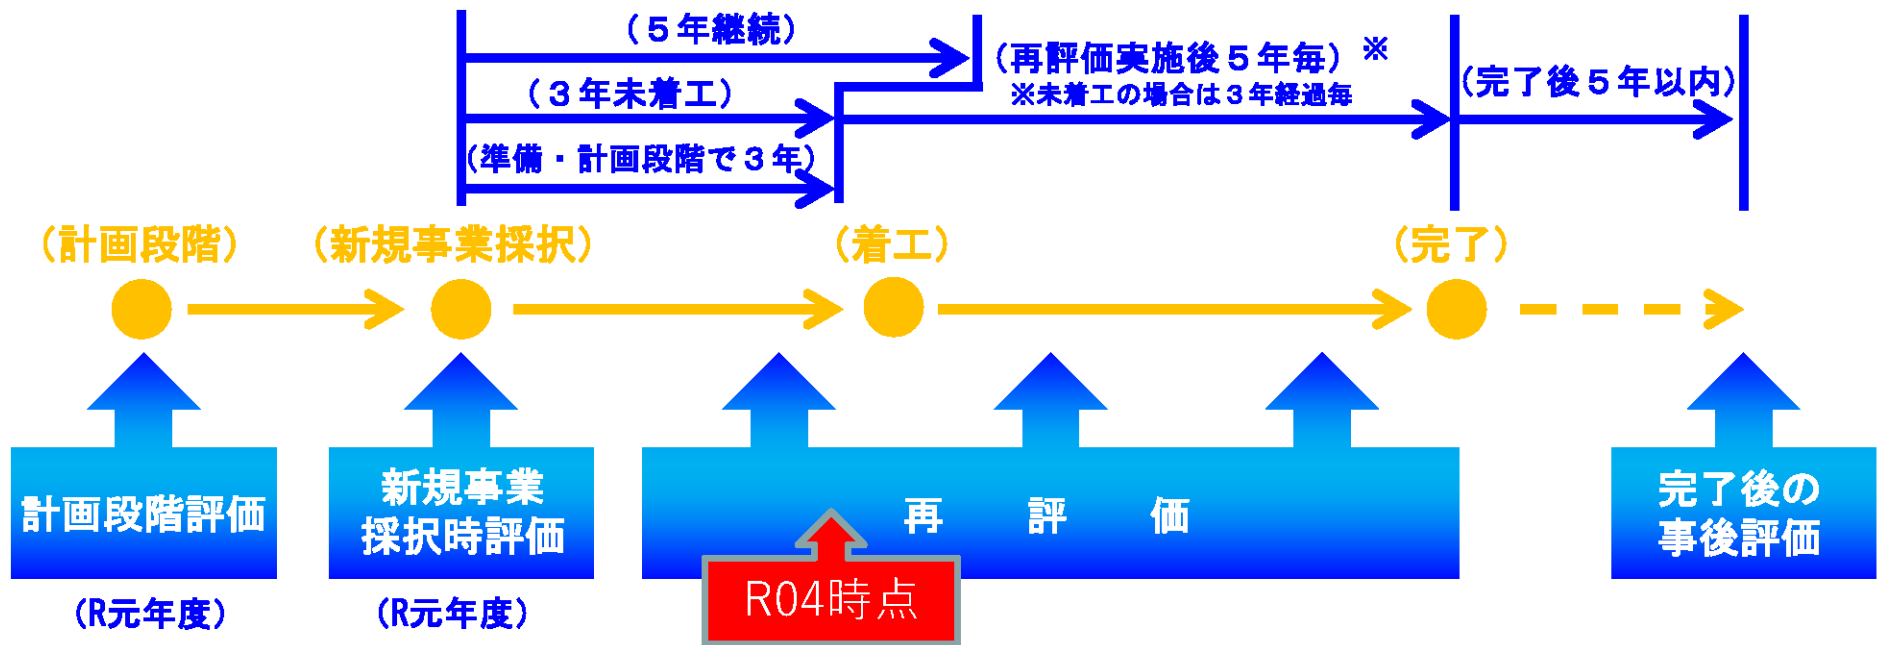 （５年継続）
（３年未着工）
（準備・計画段階で３年）
（再評価実施後５年毎）※
※未着工の場合は３年経過毎
（完了後５年以内）
（計画段階）
（新規事業採択）
（着工）
（完了）
計画段階評価
新規事業
採択時評価
再　評　価
完了後の
事後評価
R04時点
（R元年度）
（R元年度）